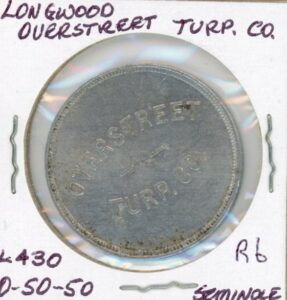 LONGWOOD
OVERSTREET TURP. CO.
OVERSTREET
TURP. CO.
L430
R6
D-50-50
SEMINOLE